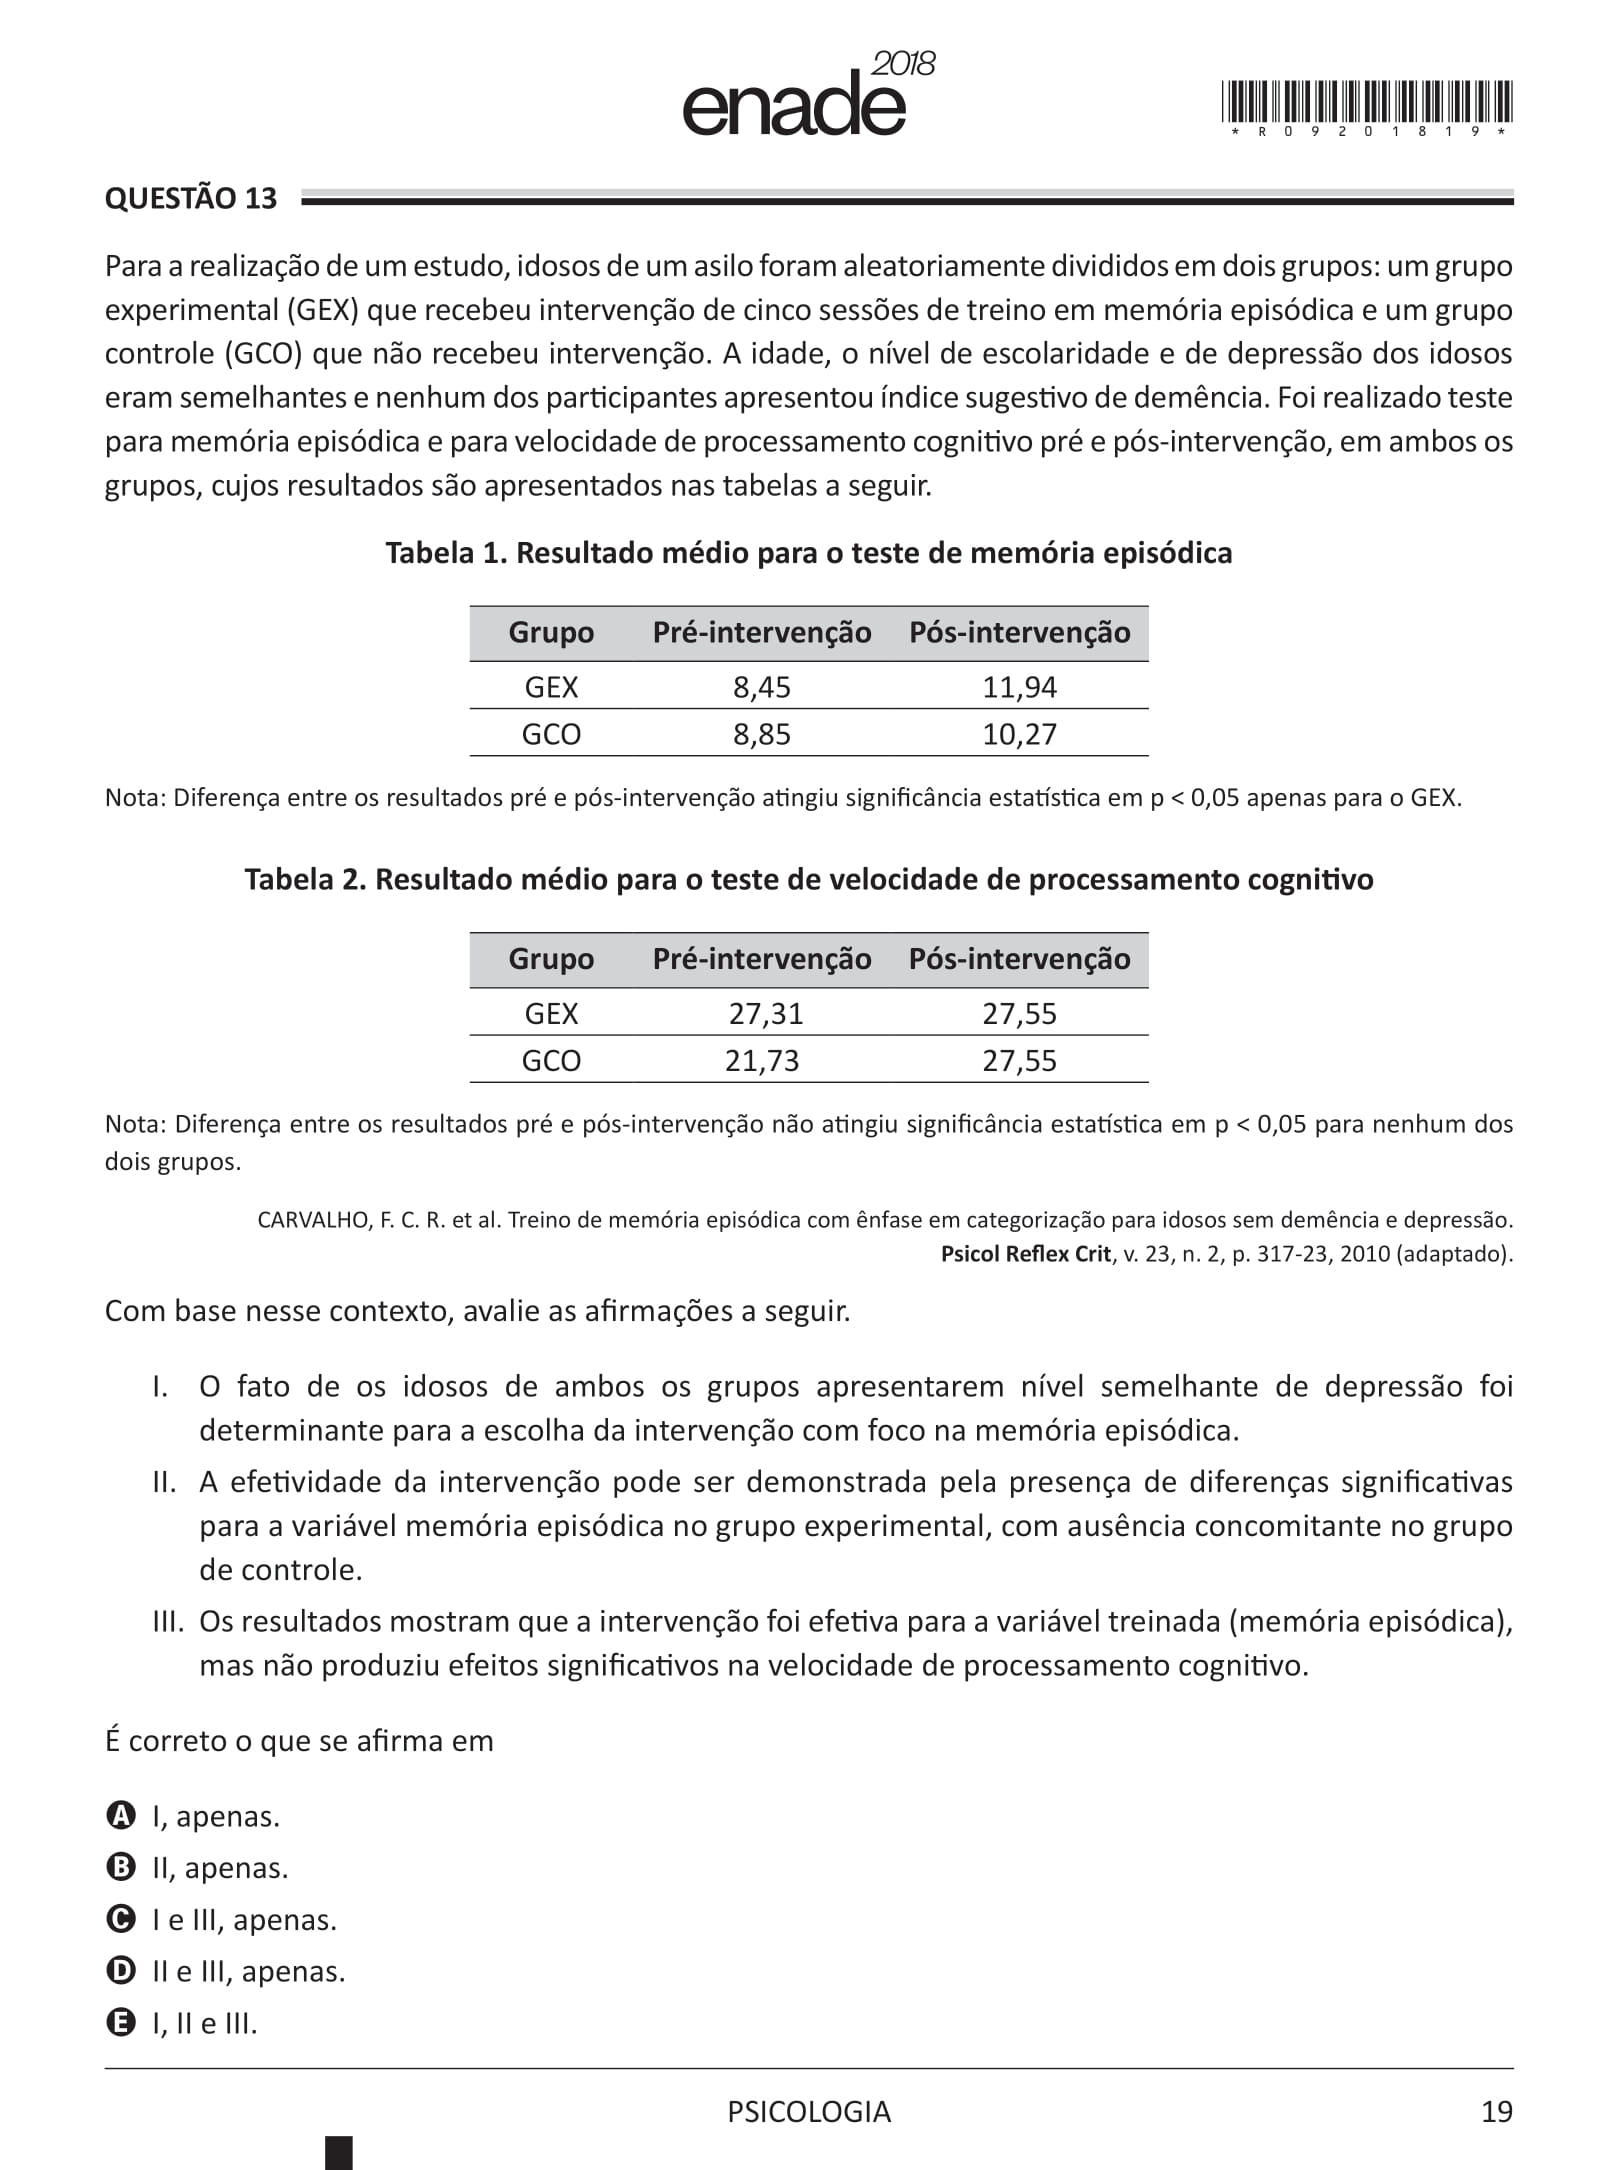 enade 2018
*R09201819*
QUESTÃO 13
Para a realização de um estudo, idosos de um asilo foram aleatoriamente divididos em dois grupos: um grupo
experimental (GEX) que recebeu intervenção de cinco sessões de treino em memória episódica e um grupo
controle (GCO) que não recebeu intervenção. A idade, o nível de escolaridade e de depressão dos idosos
eram semelhantes e nenhum dos participantes apresentou índice sugestivo de demência. Foi realizado teste
para memória episódica e para velocidade de processamento cognitivo pré e pós-intervenção, em ambos os
grupos, cujos resultados são apresentados nas tabelas a seguir.
Tabela 1. Resultado médio para o teste de memória episódica
Grupo Pré-intervenção Pós-intervenção
GEX 8,45 11,94
GCO 8,85 10,27
Nota: Diferença entre os resultados pré e pós-intervenção atingiu significância estatística em p < 0,05 apenas para o GEX.
Tabela 2. Resultado médio para o teste de velocidade de processamento cognitivo
Grupo Pré-intervenção Pós-intervenção
GEX 27,31 27,55
GCO 21,73 27,55
Nota: Diferença entre os resultados pré e pós-intervenção não atingiu significância estatística em p < 0,05 para nenhum dos
dois grupos.
CARVALHO, F. C. R. et al. Treino de memória episódica com ênfase em categorização para idosos sem demência e depressão.
Psicol Reflex Crit, v. 23, n. 2, p. 317-23, 2010 (adaptado).
Com base nesse contexto, avalie as afirmações a seguir.
I. O fato de os idosos de ambos os grupos apresentarem nível semelhante de depressão foi
determinante para a escolha da intervenção com foco na memória episódica.
II. A efetividade da intervenção pode ser demonstrada pela presença de diferenças significativas
para a variável memória episódica no grupo experimental, com ausência concomitante no grupo
de controle.
III. Os resultados mostram que a intervenção foi efetiva para a variável treinada (memória episódica),
mas não produziu efeitos significativos na velocidade de processamento cognitivo.
É correto o que se afirma em
A I, apenas.
B II, apenas.
C I e III, apenas.
D II e III, apenas.
E I, II e III.
PSICOLOGIA
19